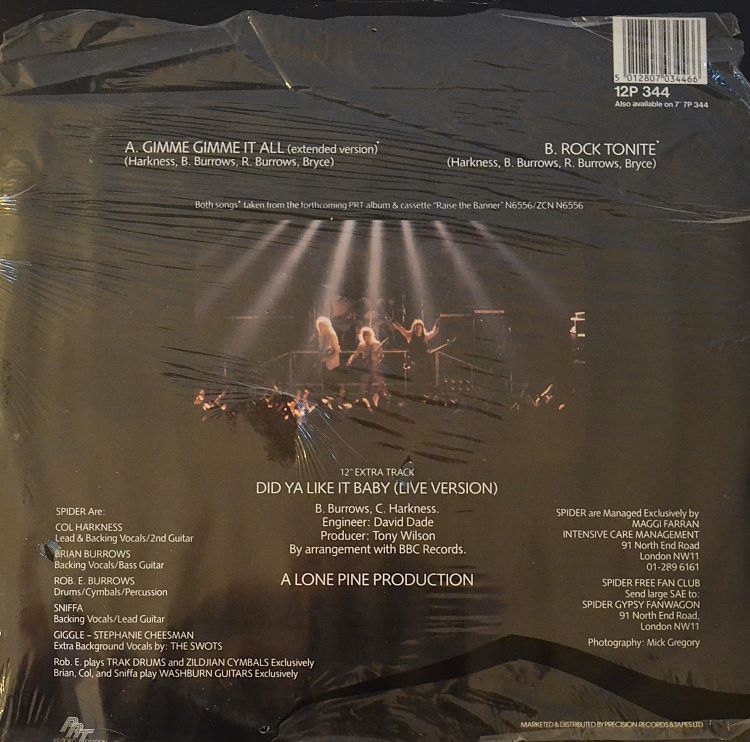 5 012807 034466
12P 344
Also available on 7" 7P 344
A. GIMME GIMME IT ALL (extended version)*
(Harkness, B. Burrows, R. Burrows, Bryce)
B. ROCK TONITE*
(Harkness, B. Burrows, R. Burrows, Bryce)
Both songs* taken from the forthcoming PRT album & cassette "Raise the Banner" N6556/ZCN N6556
12" EXTRA TRACK
DID YA LIKE IT BABY (LIVE VERSION)
B. Burrows, C. Harkness.
Engineer: David Dade
Producer: Tony Wilson
By arrangement with BBC Records.
A LONE PINE PRODUCTION
SPIDER Are:
COL HARKNESS
Lead & Backing Vocals/2nd Guitar
BRIAN BURROWS
Backing Vocals/Bass Guitar
ROB. E. BURROWS
Drums/Cymbals/Percussion
SNIFFA
Backing Vocals/Lead Guitar
GIGGLE – STEPHANIE CHEESMAN
Extra Background Vocals by: THE SWOTS
Rob. E. plays TRAK DRUMS and ZILDJIAN CYMBALS Exclusively
Brian, Col, and Sniffa play WASHBURN GUITARS Exclusively
SPIDER are Managed Exclusively by
MAGGI FARRAN
INTENSIVE CARE MANAGEMENT
91 North End Road
London NW11
01-289 6161
SPIDER FREE FAN CLUB
Send large SAE to:
SPIDER GYPSY FANWAGON
91 North End Road,
London NW11
Photography: Mick Gregory
PRT
MARKETED & DISTRIBUTED BY PRECISION RECORDS & TAPES LTD